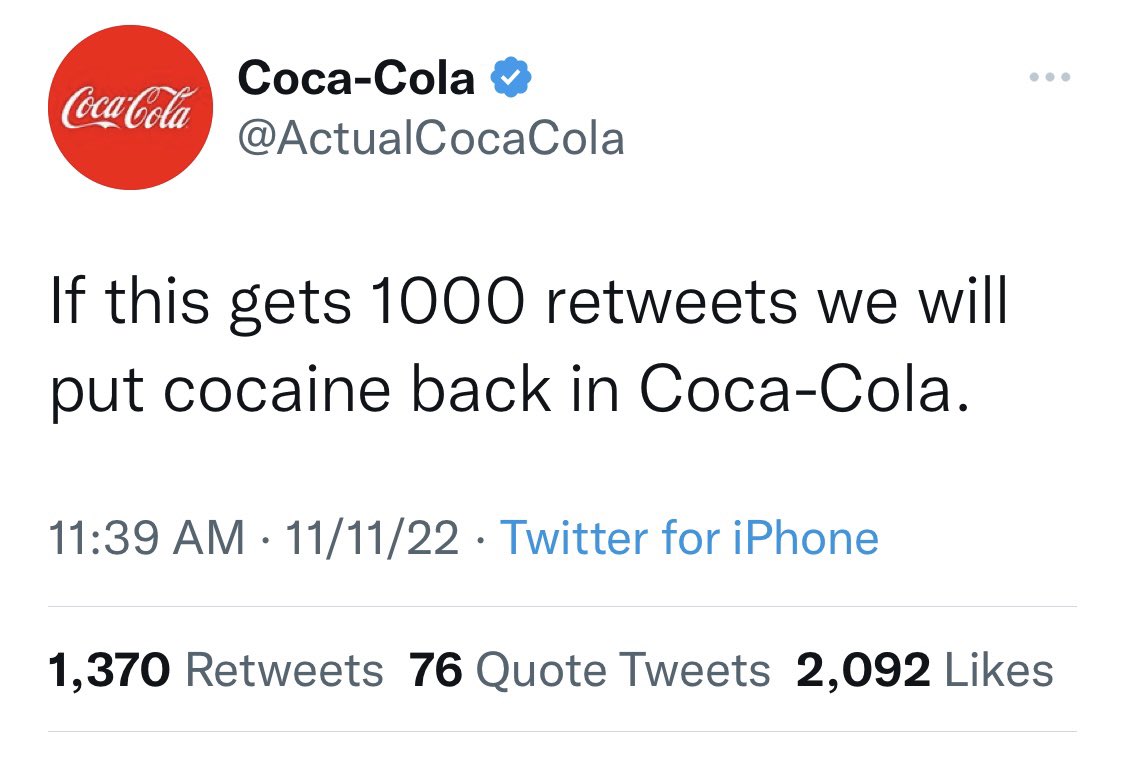 Coca-Cola
Coca-Cola
@ActualCocaCola
If this gets 1000 retweets we will
put cocaine back in Coca-Cola.
11:39 AM · 11/11/22 · Twitter for iPhone
1,370 Retweets 76 Quote Tweets 2,092 Likes